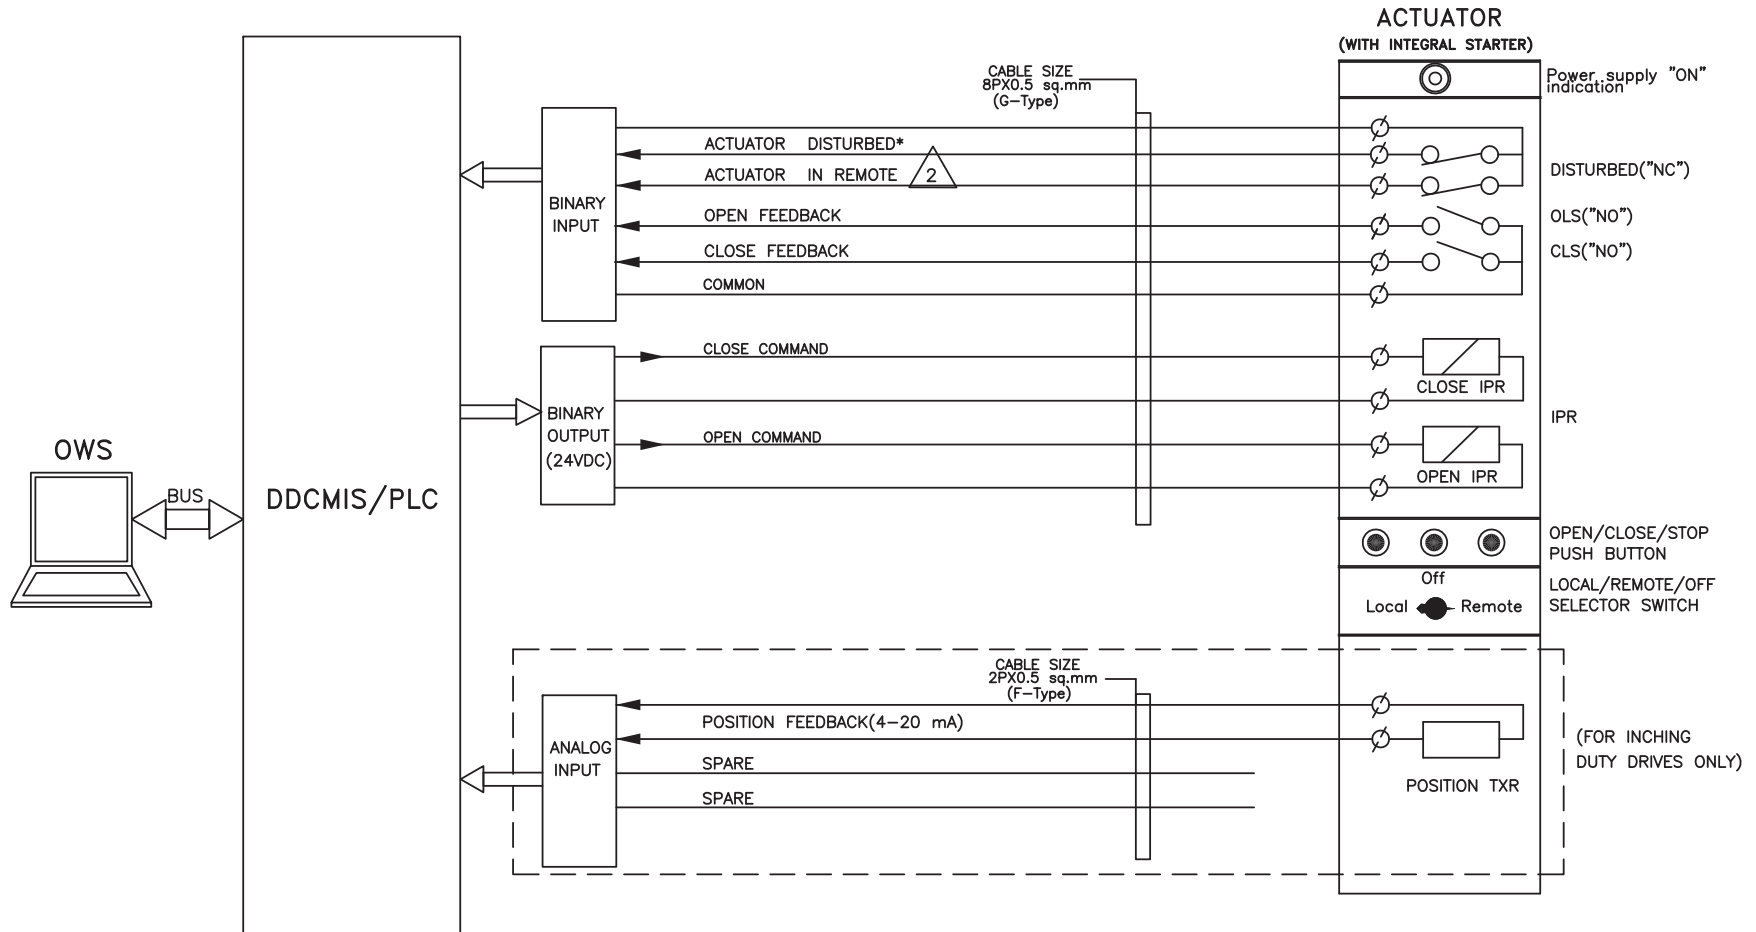 ACTUATOR
(WITH INTEGRAL STARTER)
Power supply "ON"
indication
CABLE SIZE
8PX0.5 sq.mm
(G-Type)
ACTUATOR DISTURBED*
ACTUATOR IN REMOTE
2
BINARY
INPUT
OPEN FEEDBACK
CLOSE FEEDBACK
COMMON
DISTURBED("NC")
OLS("NO")
CLS("NO")
CLOSE COMMAND
CLOSE IPR
BINARY
OUTPUT
(24VDC)
OPEN COMMAND
OPEN IPR
IPR
OWS
BUS
DDCMIS/PLC
OPEN/CLOSE/STOP
PUSH BUTTON
Off
Local
Remote
LOCAL/REMOTE/OFF
SELECTOR SWITCH
CABLE SIZE
2PX0.5 sq.mm
(F-Type)
POSITION FEEDBACK(4-20 mA)
ANALOG
INPUT
SPARE
SPARE
POSITION TXR
(FOR INCHING
DUTY DRIVES ONLY)